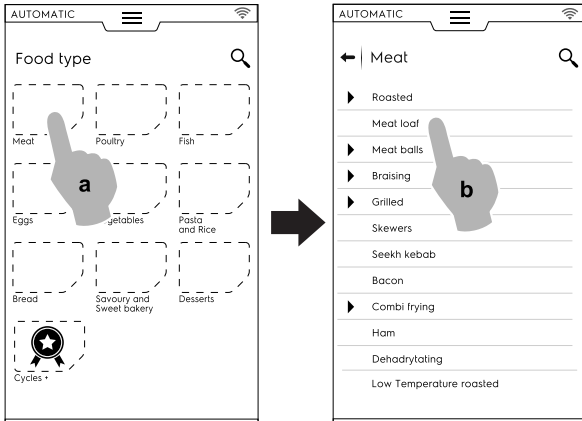 AUTOMATIC
Food type
Meat
Poultry
Fish
a
Eggs
getables
Pasta
and Rice
Bread
Savoury and
Sweet bakery
Desserts
Cycles +
AUTOMATIC
Meat
Roasted
Meat loaf
Meat balls
Braising
b
Grilled
Skewers
Seekh kebab
Bacon
Combi frying
Ham
Dehadrytating
Low Temperature roasted